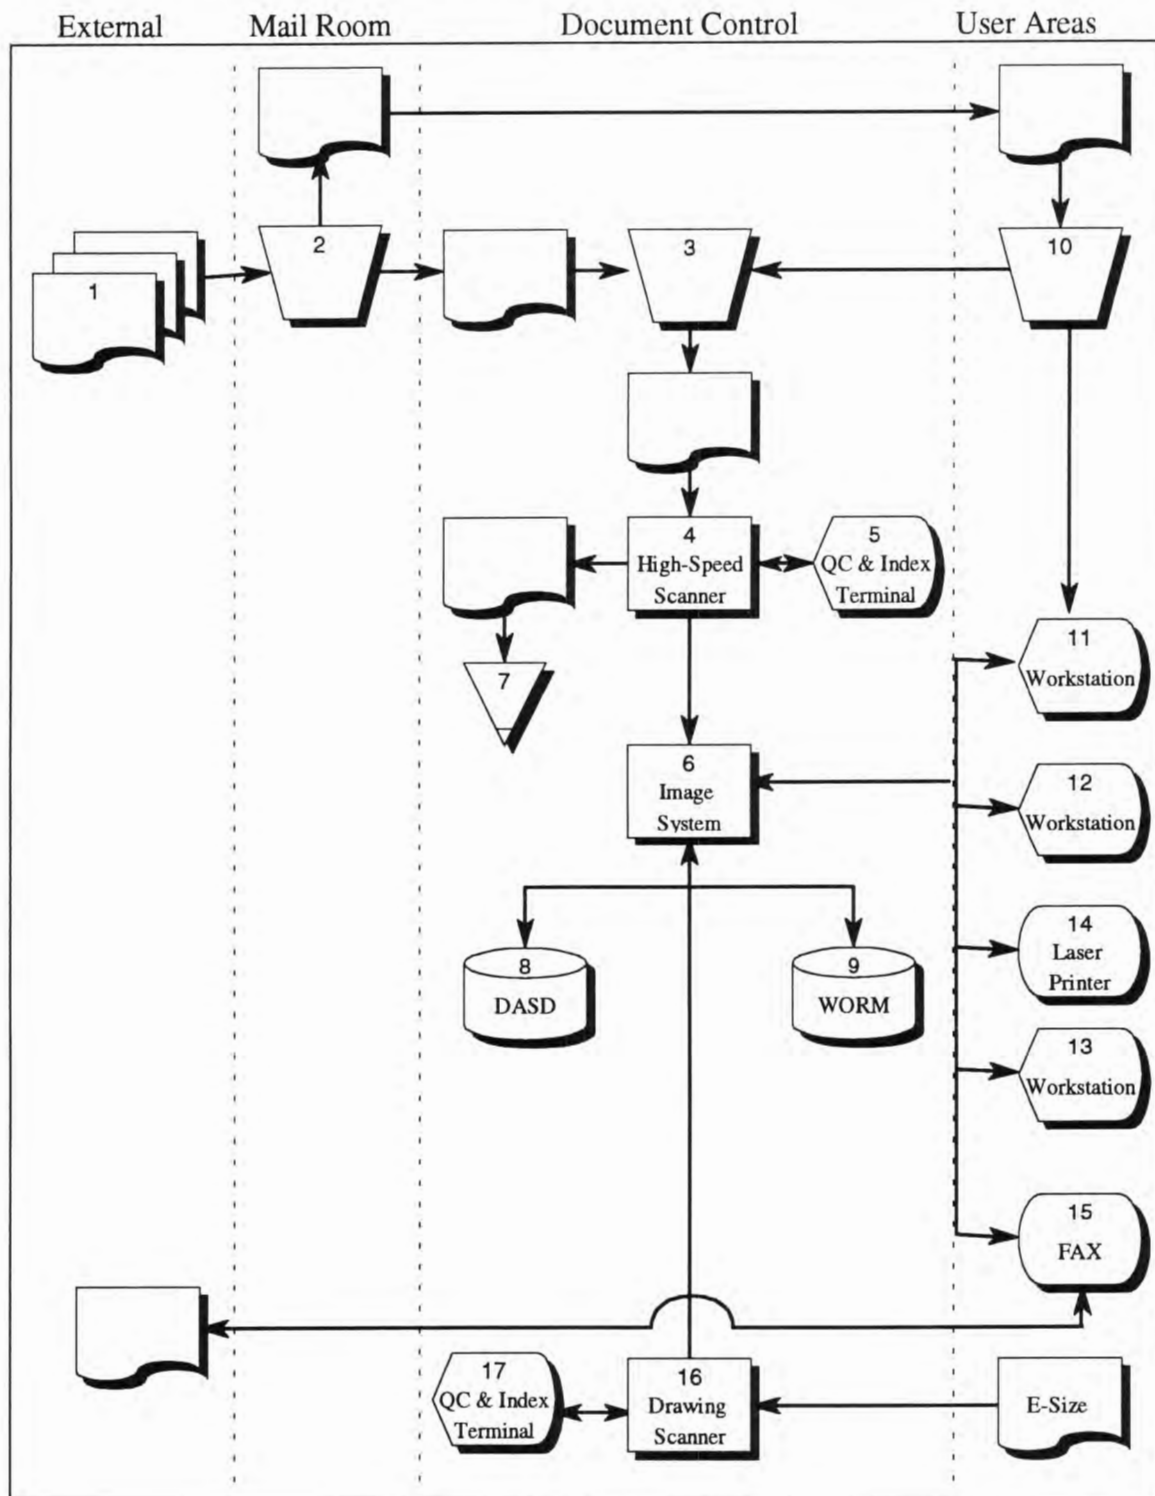 External
Mail Room
Document Control
User Areas
1
2
3
10
4
High-Speed
Scanner
5
QC & Index
Terminal
7
11
Workstation
6
Image
System
12
Workstation
8
DASD
9
WORM
14
Laser
Printer
13
Workstation
15
FAX
17
QC & Index
Terminal
16
Drawing
Scanner
E-Size